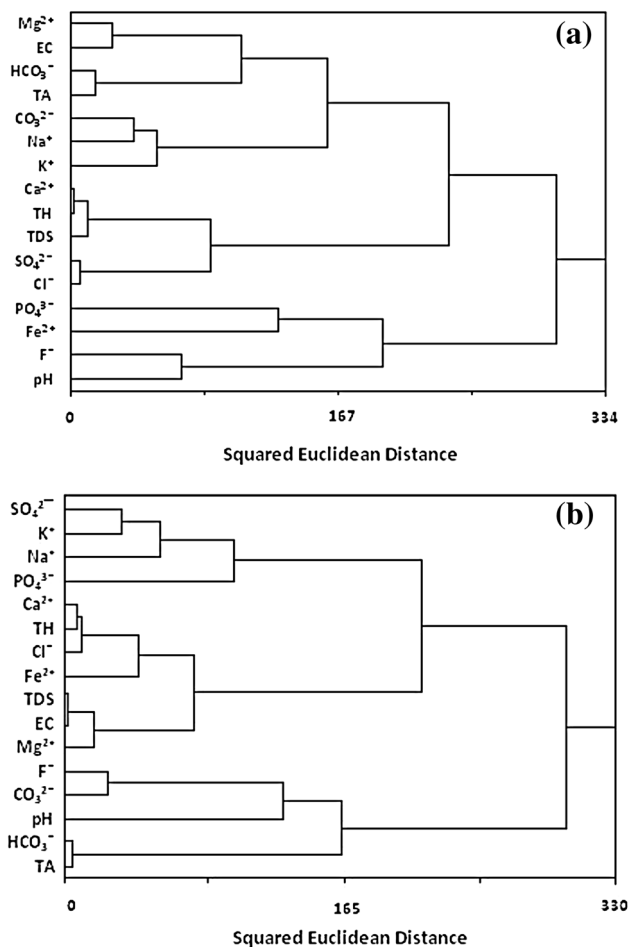 (a)
Mg²⁺
EC
HCO₃⁻
TA
CO₃²⁻
Na⁺
K⁺
Ca²⁺
TH
TDS
SO₄²⁻
Cl⁻
PO₄³⁻
Fe²⁺
F⁻
pH
0 167 334
Squared Euclidean Distance
(b)
SO₄²⁻
K⁺
Na⁺
PO₄³⁻
Ca²⁺
TH
Cl⁻
Fe²⁺
TDS
EC
Mg²⁺
F⁻
CO₃²⁻
pH
HCO₃⁻
TA
0 165 330
Squared Euclidean Distance